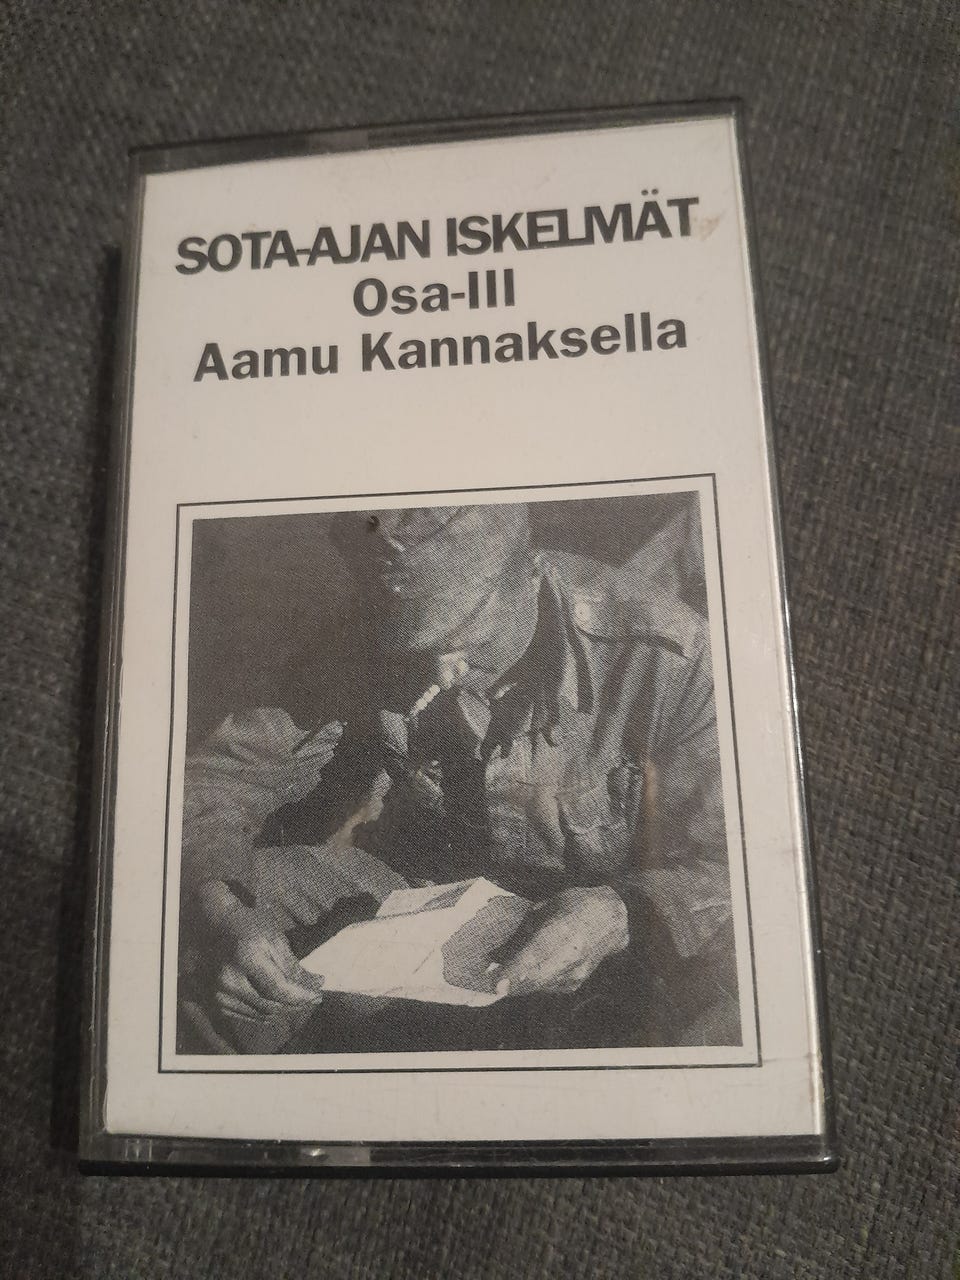 SOTA-AJAN ISKELMÄT
Osa-III
Aamu Kannaksella